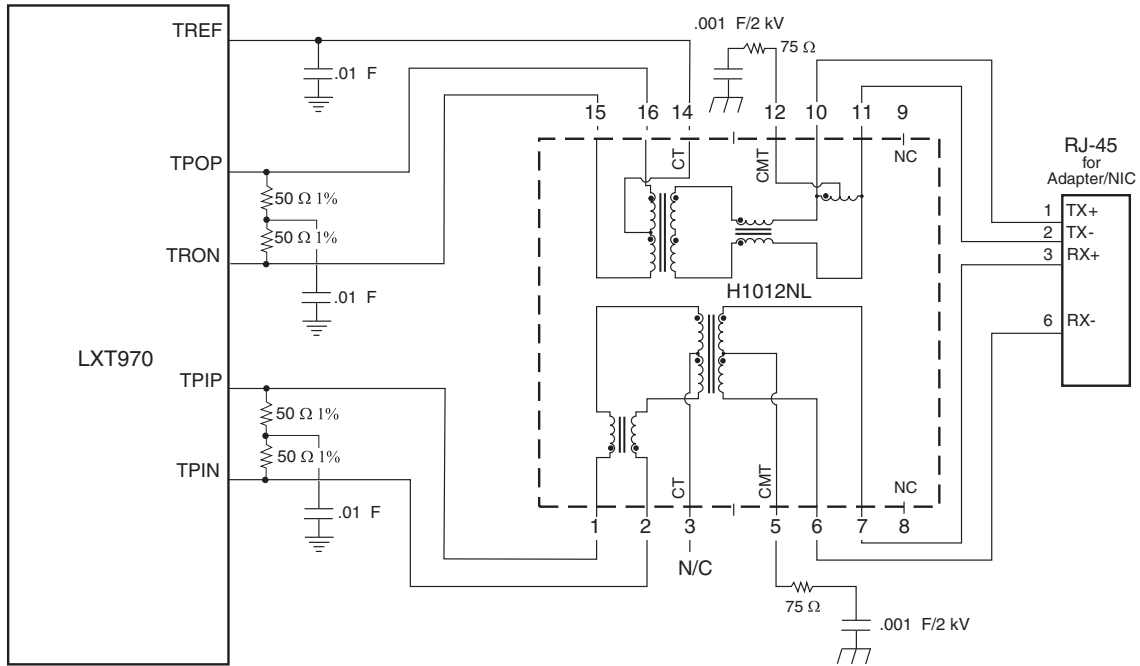 TREF
.01 F
.001 F/2 kV
75 Ω
15
16
14
12
10
11
9
CT
CMT
NC
RJ-45
for
Adapter/NIC
TPOP
50 Ω 1%
50 Ω 1%
TRON
.01 F
1 TX+
2 TX-
3 RX+
6 RX-
H1012NL
LXT970
TPIP
50 Ω 1%
50 Ω 1%
TPIN
.01 F
CT
CMT
NC
1
2
3
5
6
7
8
N/C
75 Ω
.001 F/2 kV